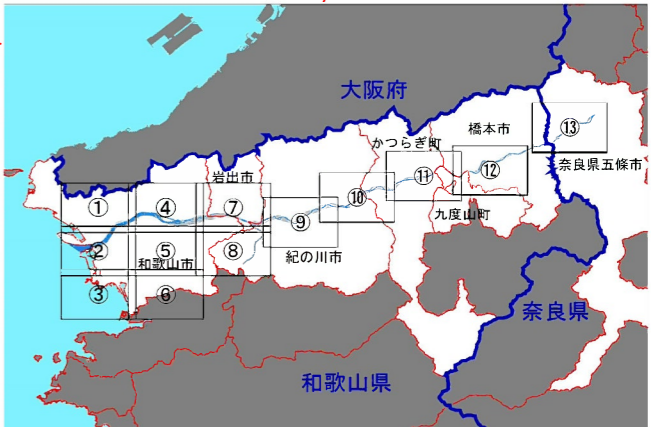 大阪府
橋本市
かつらぎ町
⑬
奈良県五條市
岩出市
⑫
⑪
⑩
九度山町
①
④
⑦
⑨
②
⑤
⑧
和歌山市
紀の川市
③
⑥
奈良県
和歌山県